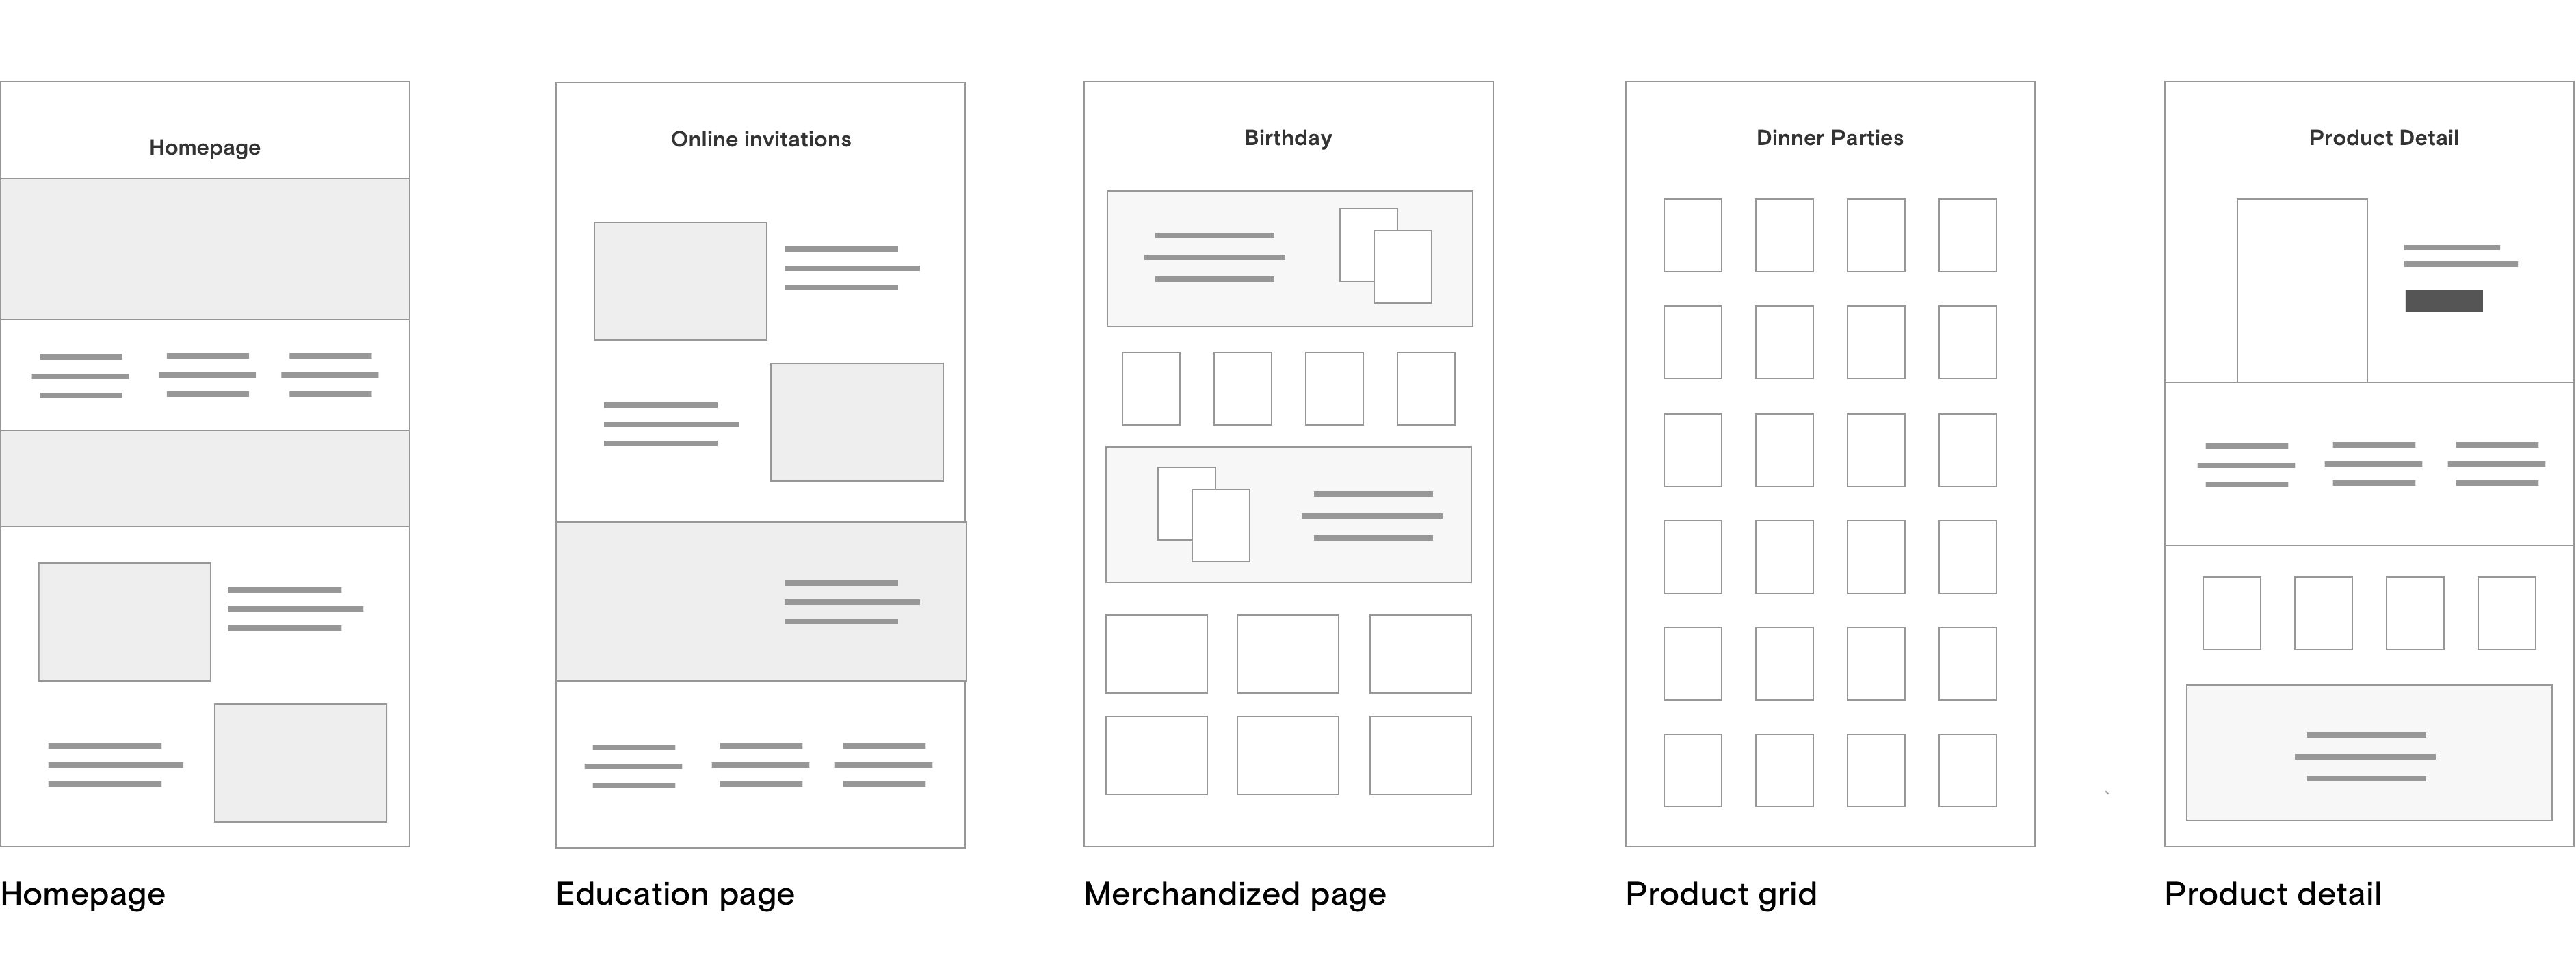 Homepage
Online invitations
Birthday
Dinner Parties
Product Detail
Homepage
Education page
Merchandized page
Product grid
Product detail